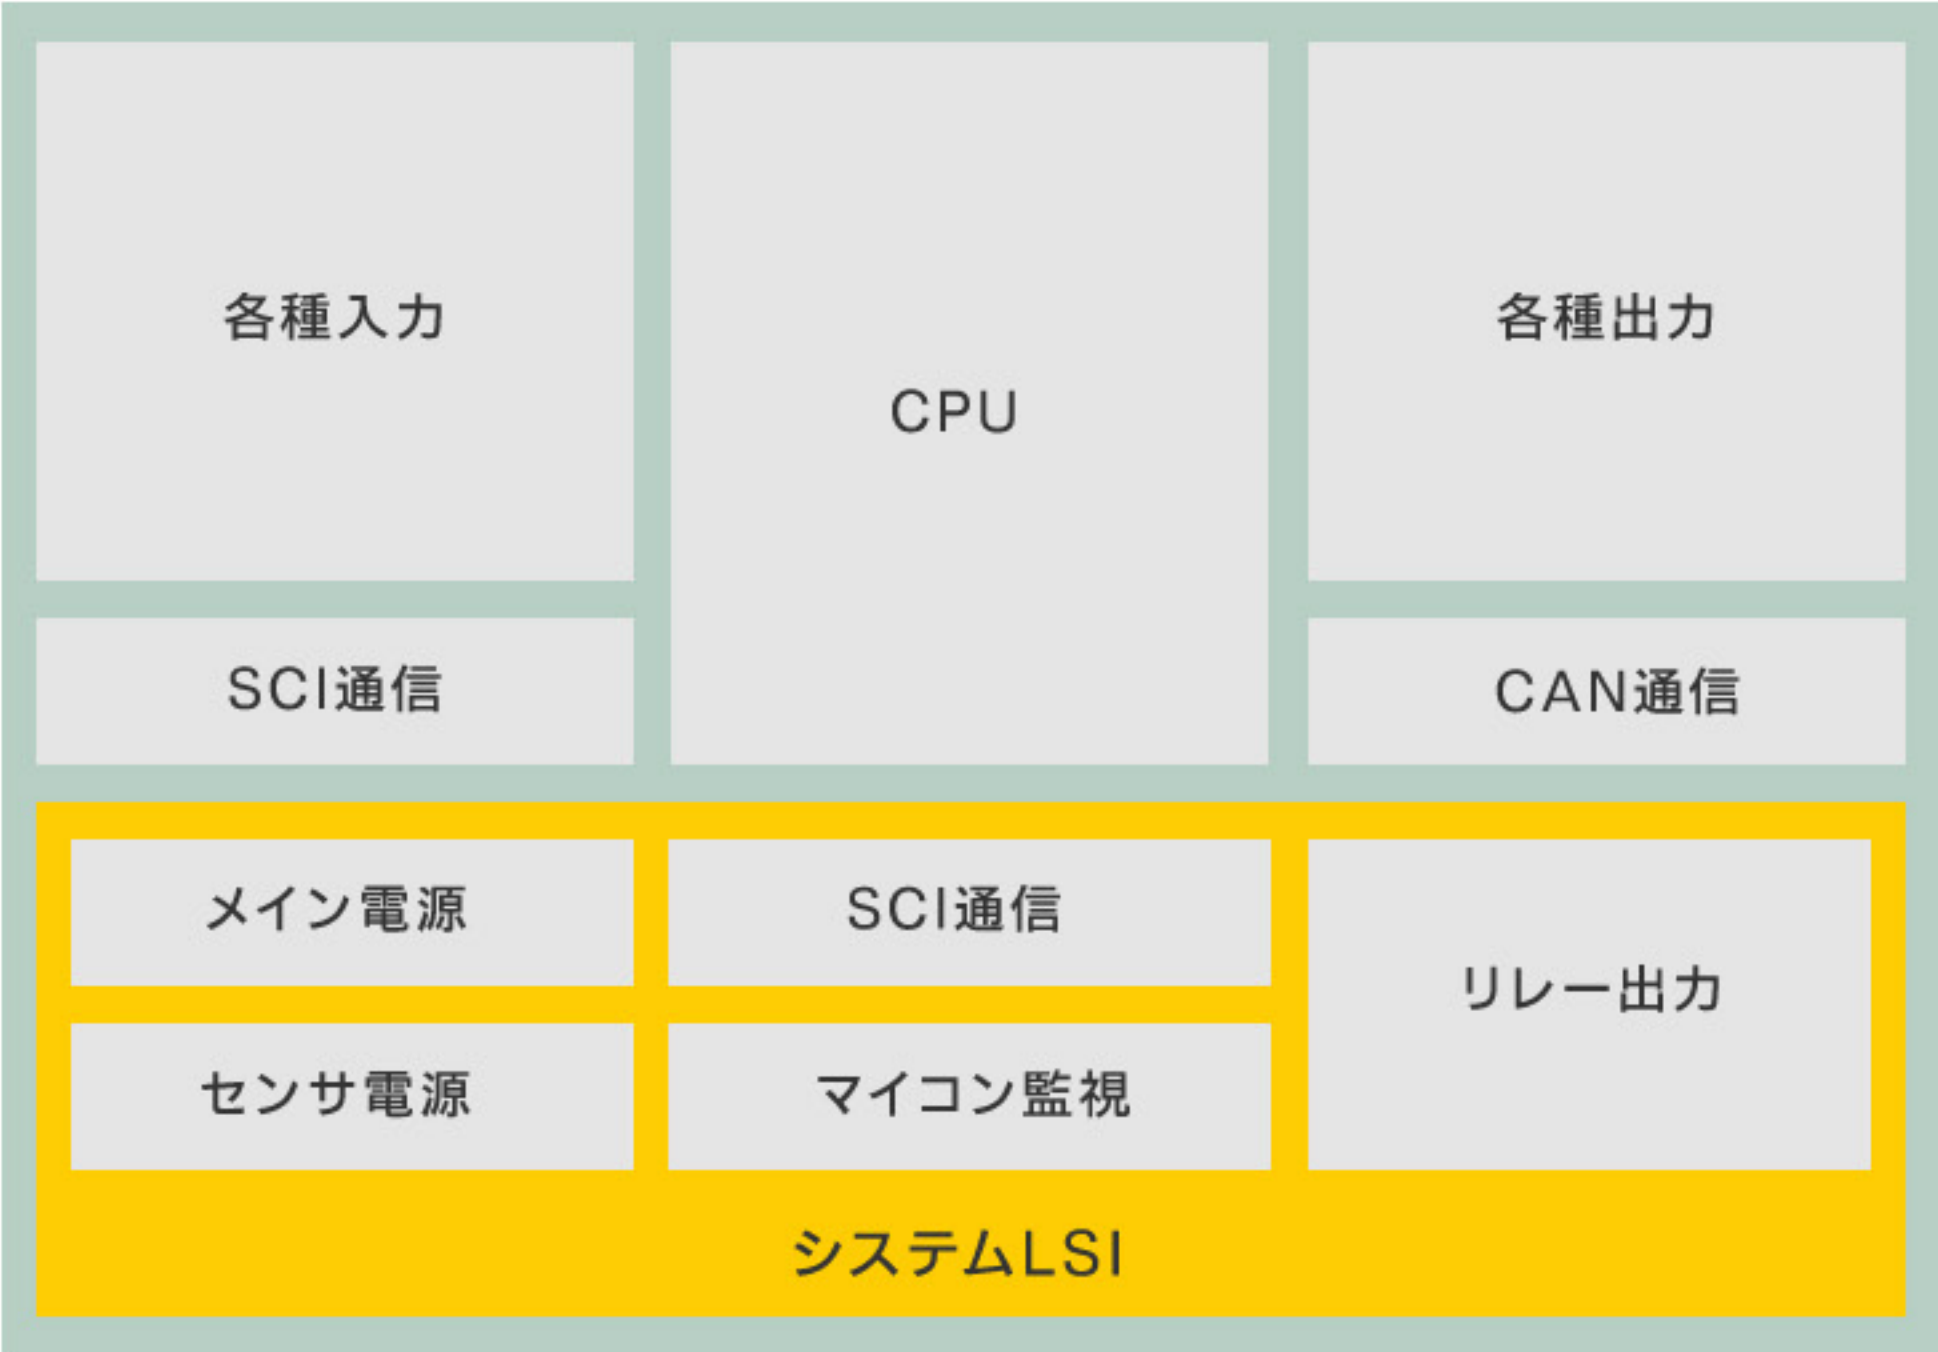 各種入力
CPU
各種出力
SCI通信
CAN通信
メイン電源
SCI通信
リレー出力
センサ電源
マイコン監視
システムLSI